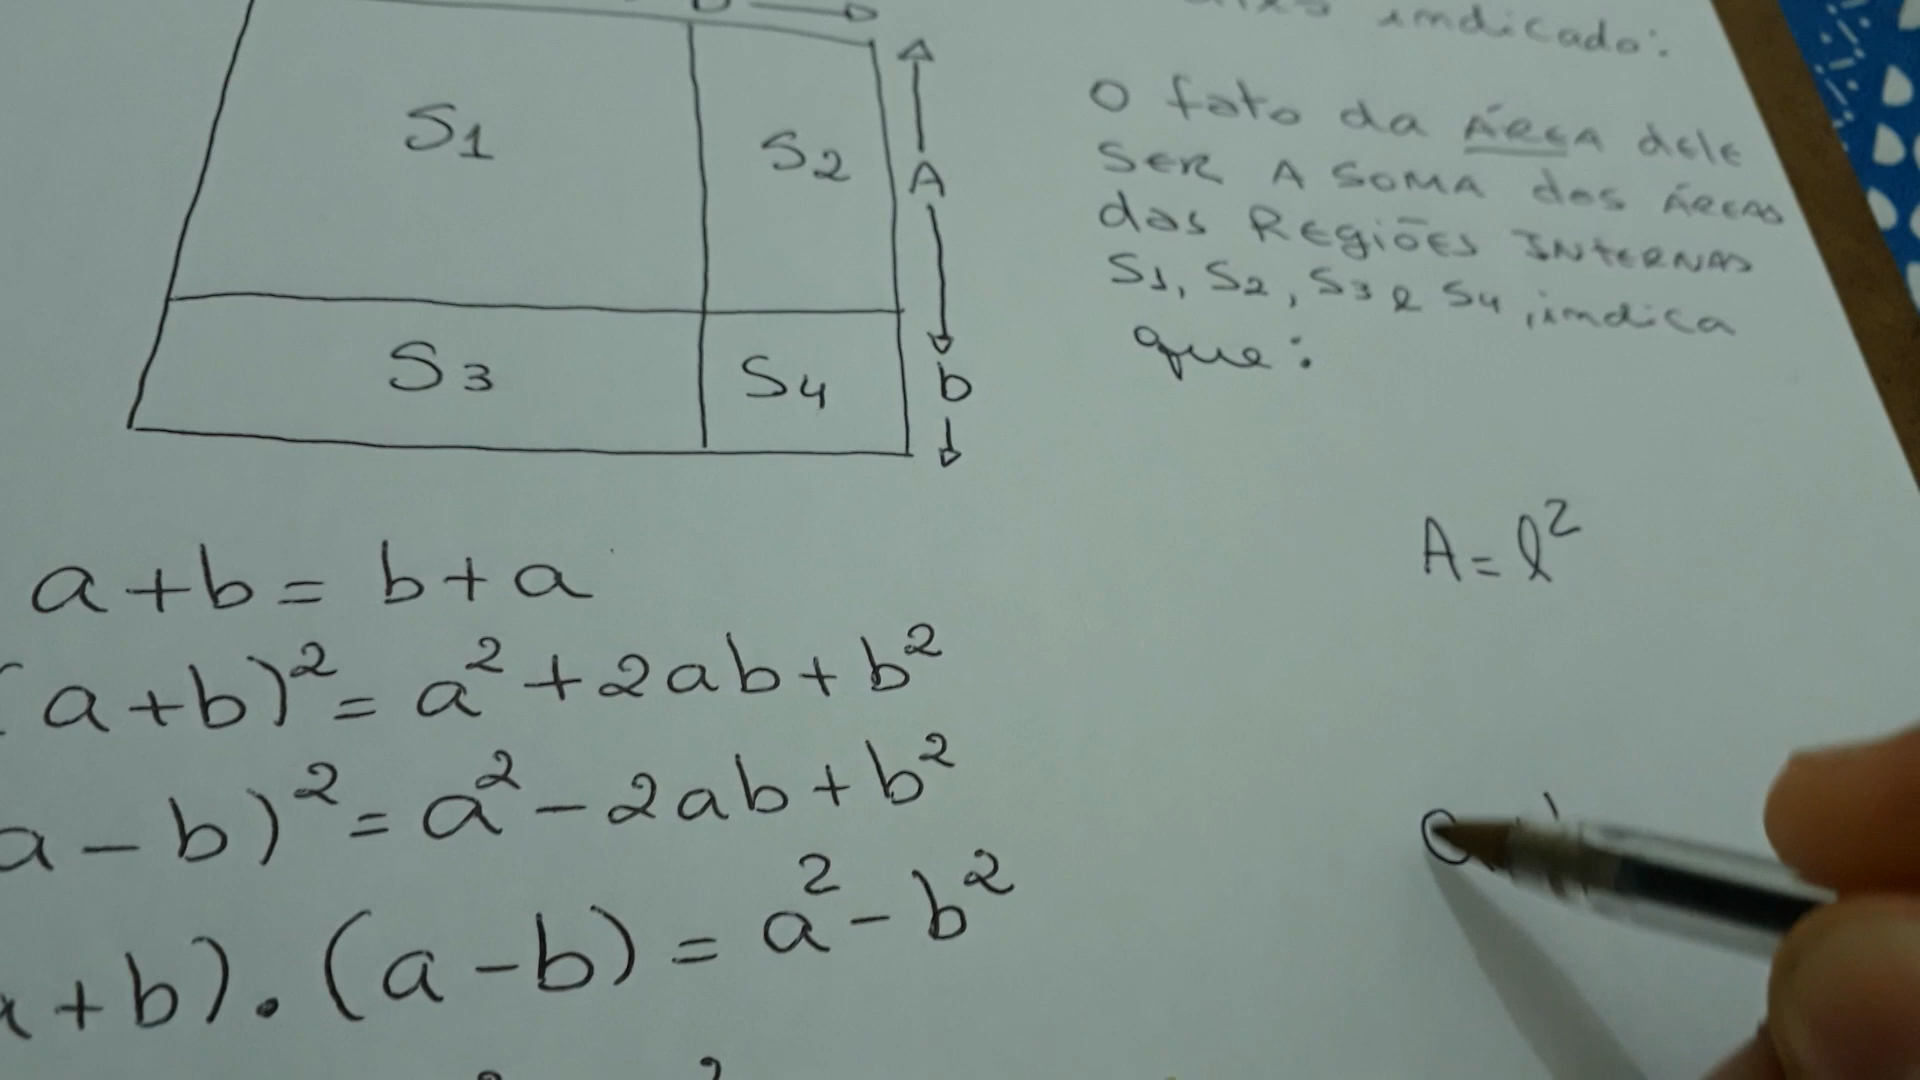 b
S1
S2
A
S3
S4
b
indicado:
O fato da ÁREA dele
SER A SOMA das ÁREAS
das REgiÕES INTERNAS
S1, S2, S3 e S4, indica
que:
A = l²
a + b = b + a
(a + b)² = a² + 2ab + b²
a - b)² = a² - 2ab + b²
+ b) . (a - b) = a² - b²